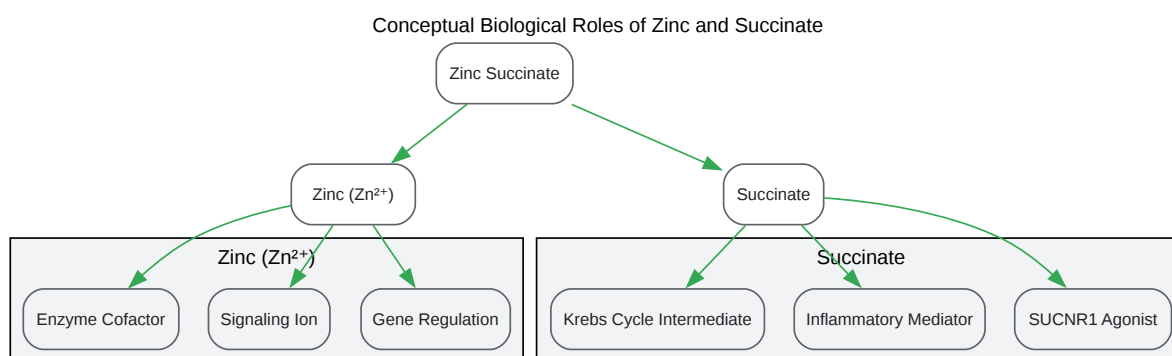 Conceptual Biological Roles of Zinc and Succinate
Zinc Succinate
Zinc (Zn²⁺)
Succinate
Zinc (Zn²⁺)
Succinate
Enzyme Cofactor
Signaling Ion
Gene Regulation
Krebs Cycle Intermediate
Inflammatory Mediator
SUCNR1 Agonist